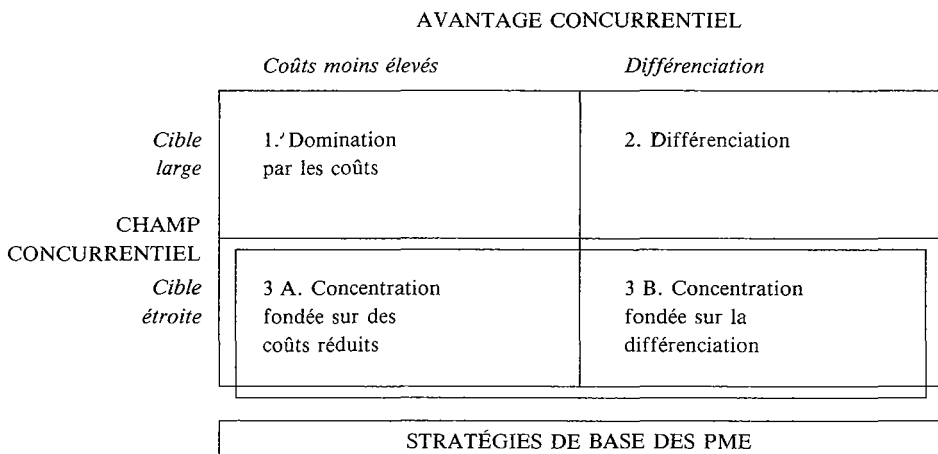 AVANTAGE CONCURRENTIEL
Coûts moins élevés
Différenciation
Cible
large
1. Domination
par les coûts
2. Différenciation
CHAMP
CONCURRENTIEL
Cible
étroite
3 A. Concentration
fondée sur des
coûts réduits
3 B. Concentration
fondée sur la
différenciation
STRATÉGIES DE BASE DES PME